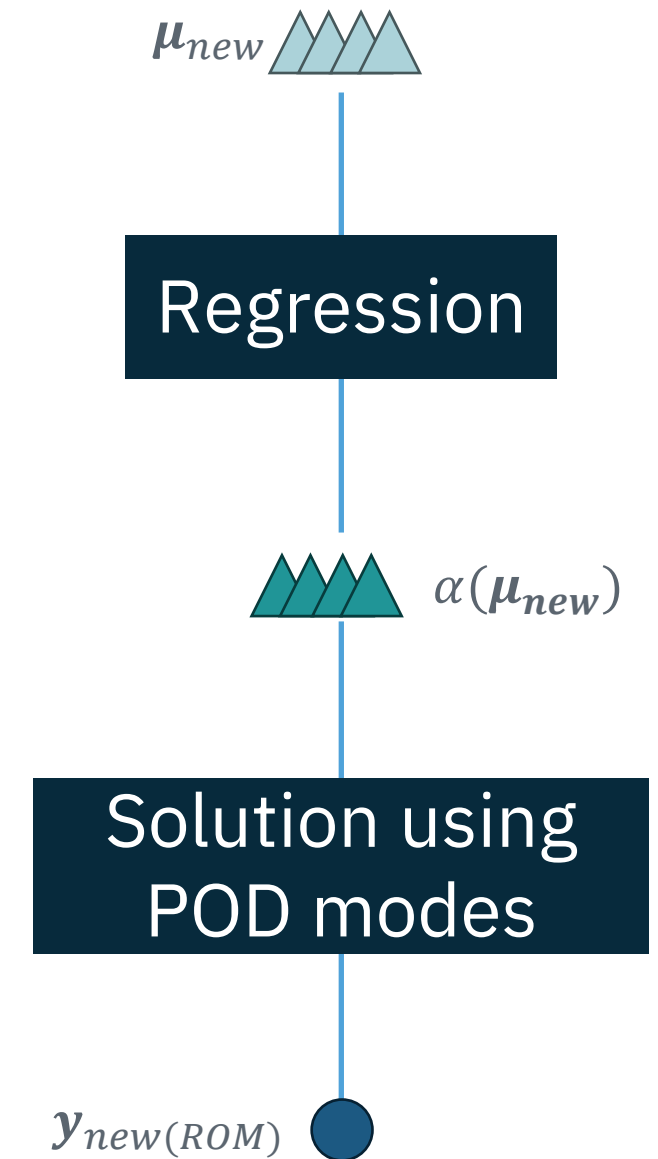 μ_new
Regression
α(μ_new)
Solution using
POD modes
y_new(ROM)